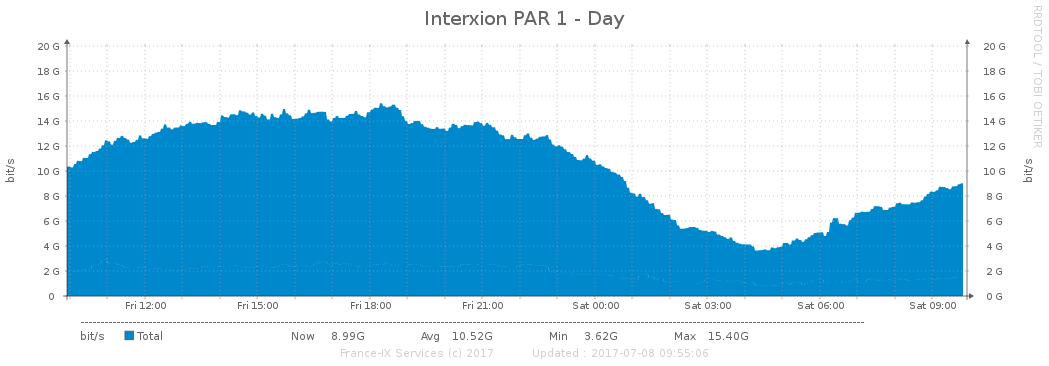 Interxion PAR 1 - Day
RRDTOOL / TOBI OETIKER
20 G 20 G
18 G 18 G
16 G 16 G
14 G 14 G
12 G 12 G
10 G 10 G
8 G 8 G
6 G 6 G
4 G 4 G
2 G 2 G
0 0 G
bit/s
bit/s
Fri 12:00 Fri 15:00 Fri 18:00 Fri 21:00 Sat 00:00 Sat 03:00 Sat 06:00 Sat 09:00
bit/s Total Now 8.99G Avg 10.52G Min 3.62G Max 15.40G
France-IX Services (c) 2017 Updated : 2017-07-08 09:55:06